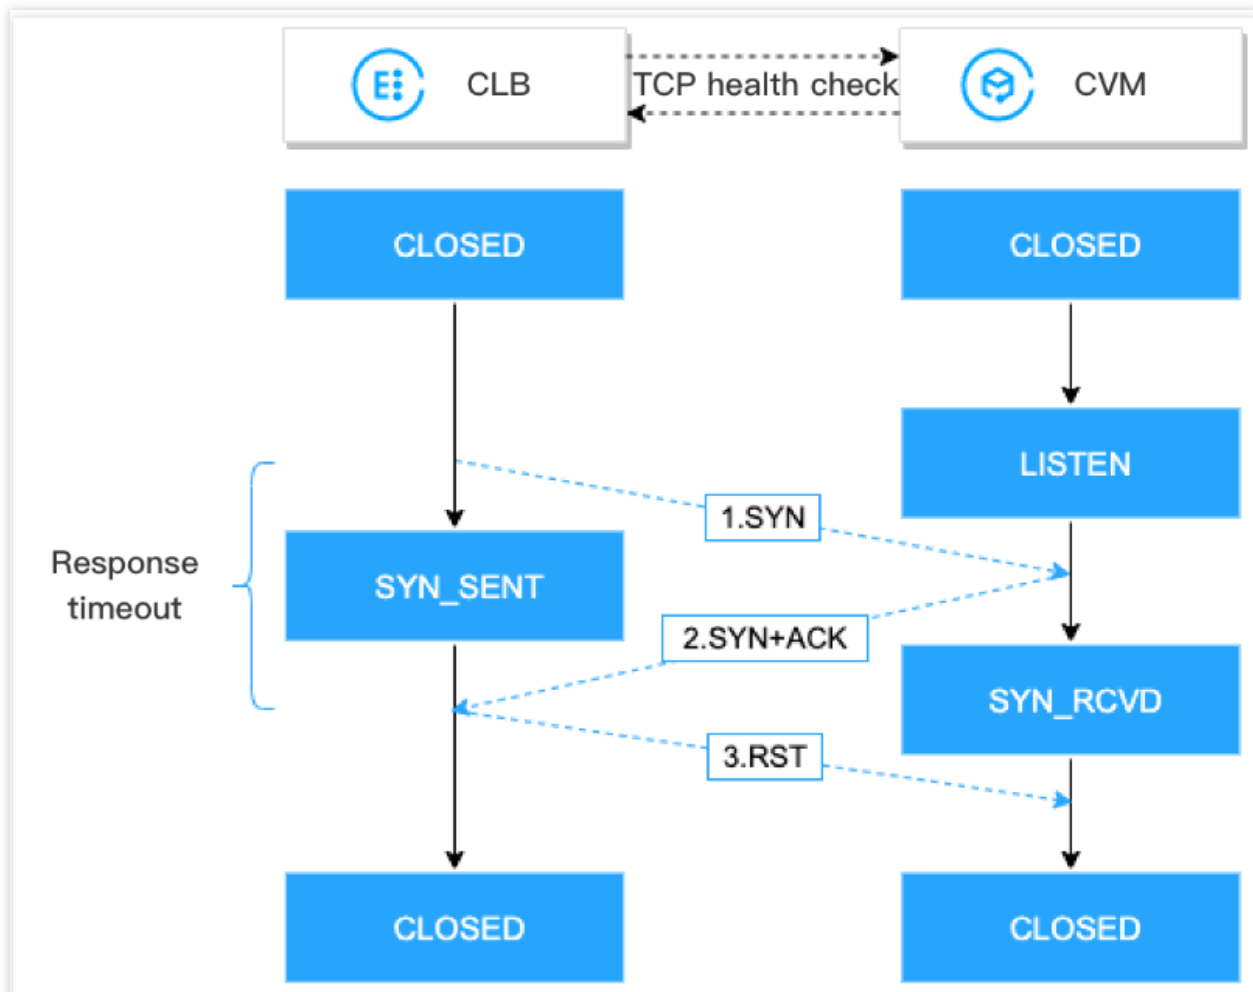 CLB
TCP health check
CVM
CLOSED
CLOSED
LISTEN
1.SYN
Response
timeout
SYN_SENT
2.SYN+ACK
SYN_RCVD
3.RST
CLOSED
CLOSED